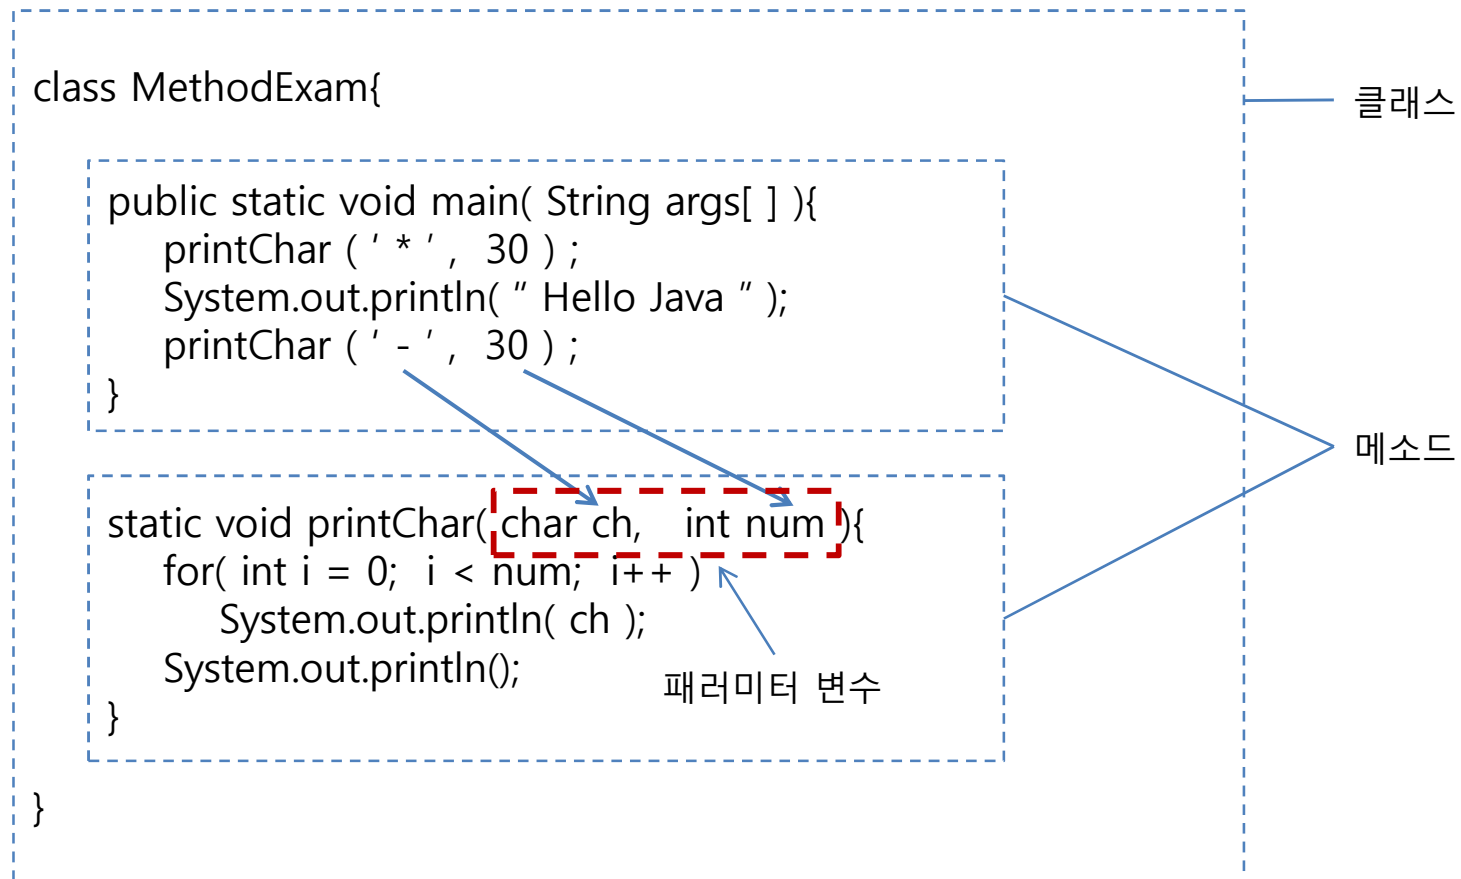 class MethodExam{
클래스
public static void main( String args[ ] ){
printChar ( ‘ * ’ ,  30 ) ;
System.out.println( “ Hello Java “ );
printChar ( ‘ - ’ ,  30 ) ;
}
메소드
static void printChar( char ch,   int num ){
for( int i = 0;  i < num;  i++ )
System.out.println( ch );
System.out.println();
패러미터 변수
}
}